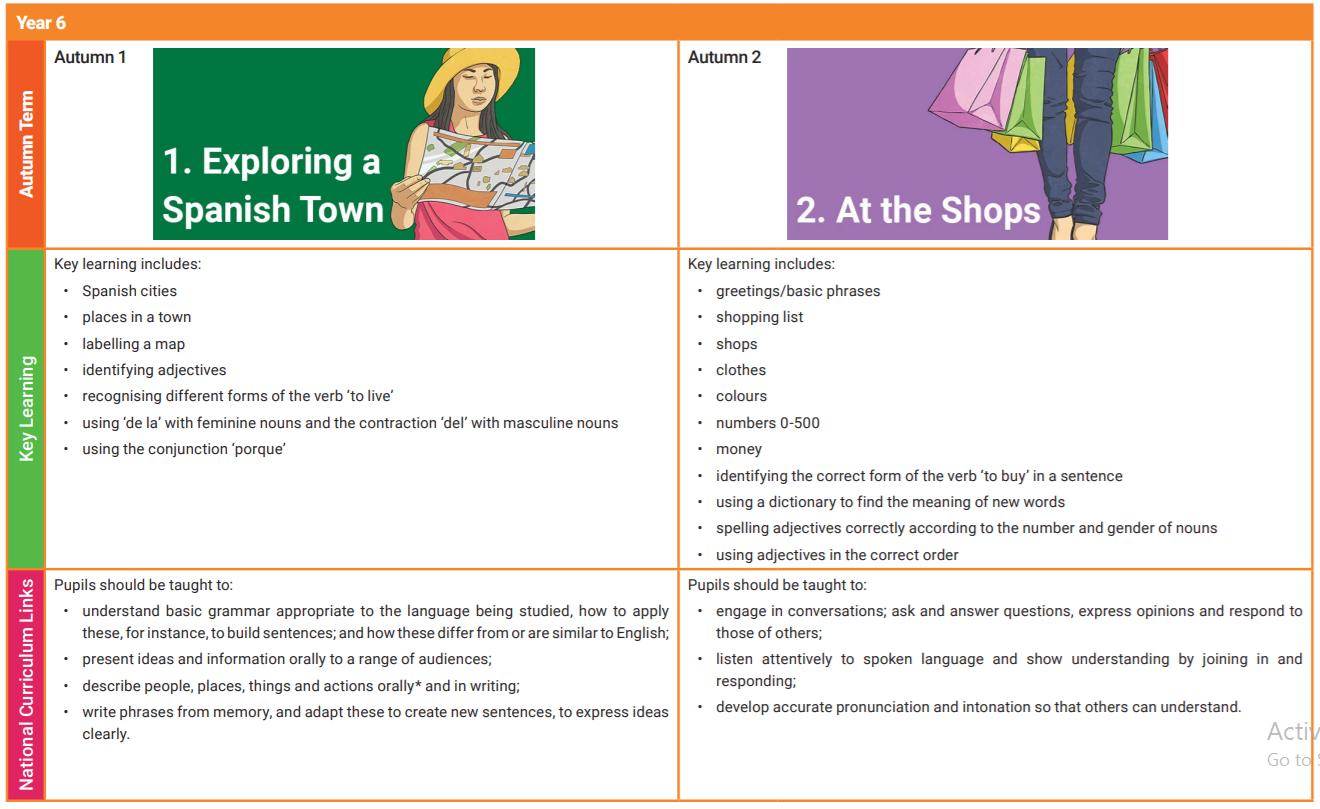 Year 6
Autumn Term
Autumn 1
1. Exploring a
Spanish Town
Autumn 2
2. At the Shops
Key Learning
Key learning includes:
• Spanish cities
• places in a town
• labelling a map
• identifying adjectives
• recognising different forms of the verb ‘to live’
• using ‘de la’ with feminine nouns and the contraction ‘del’ with masculine nouns
• using the conjunction ‘porque’
Key learning includes:
• greetings/basic phrases
• shopping list
• shops
• clothes
• colours
• numbers 0-500
• money
• identifying the correct form of the verb ‘to buy’ in a sentence
• using a dictionary to find the meaning of new words
• spelling adjectives correctly according to the number and gender of nouns
• using adjectives in the correct order
National Curriculum Links
Pupils should be taught to:
• understand basic grammar appropriate to the language being studied, how to apply
these, for instance, to build sentences; and how these differ from or are similar to English;
• present ideas and information orally to a range of audiences;
• describe people, places, things and actions orally* and in writing;
• write phrases from memory, and adapt these to create new sentences, to express ideas
clearly.
Pupils should be taught to:
• engage in conversations; ask and answer questions, express opinions and respond to
those of others;
• listen attentively to spoken language and show understanding by joining in and
responding;
• develop accurate pronunciation and intonation so that others can understand.
Activ
Go to S